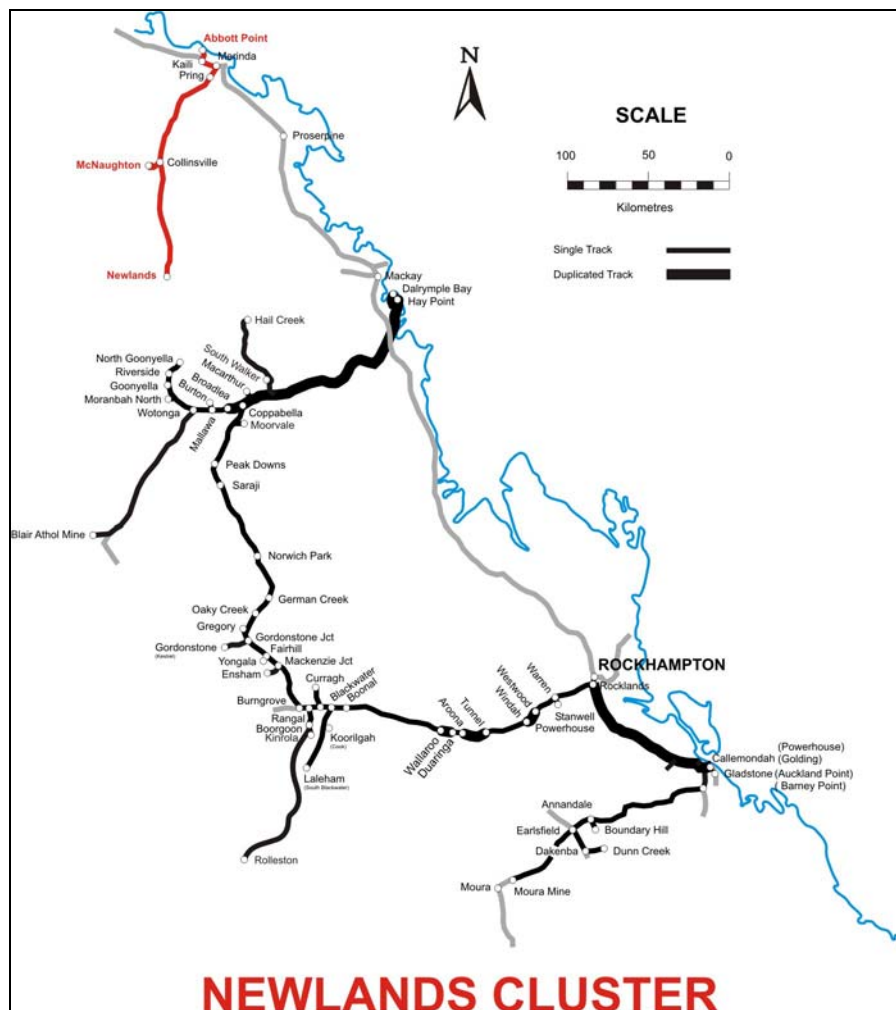 Abbott Point
Merinda
Kaili
Pring
N
SCALE
Proserpine
100 50 0
Kilometres
McNaughton
Collinsville
Single Track
Duplicated Track
Newlands
Mackay
Dalrymple Bay
Hay Point
Hail Creek
North Goonyella
South Walker
Riverside
Macarthur
Goonyella
Broadlea
Moranbah North
Burton
Wotonga
Mallawa
Coppabella
Moorvale
Peak Downs
Saraji
Blair Athol Mine
Norwich Park
German Creek
Oaky Creek
Gregory
Gordonstone Jct
Gordonstone
(Kestrel)
Fairhill
Yongala
Mackenzie Jct
Ensham
Curragh
Blackwater
Boonal
Burngrove
Rangal
Boorgoon
Kinrola
Koorilgah
(Cook)
Laleham
(South Blackwater)
Rolleston
Wallaroo
Aroona
Duaringa
Tunnel
Windah
Westwood
Warren
Stanwell
Powerhouse
ROCKHAMPTON
Rocklands
Callemondah (Powerhouse)
(Golding)
Gladstone (Auckland Point)
( Barney Point)
Annandale
Earlsfield
Boundary Hill
Dakenba
Dunn Creek
Moura
Moura Mine
NEWLANDS CLUSTER